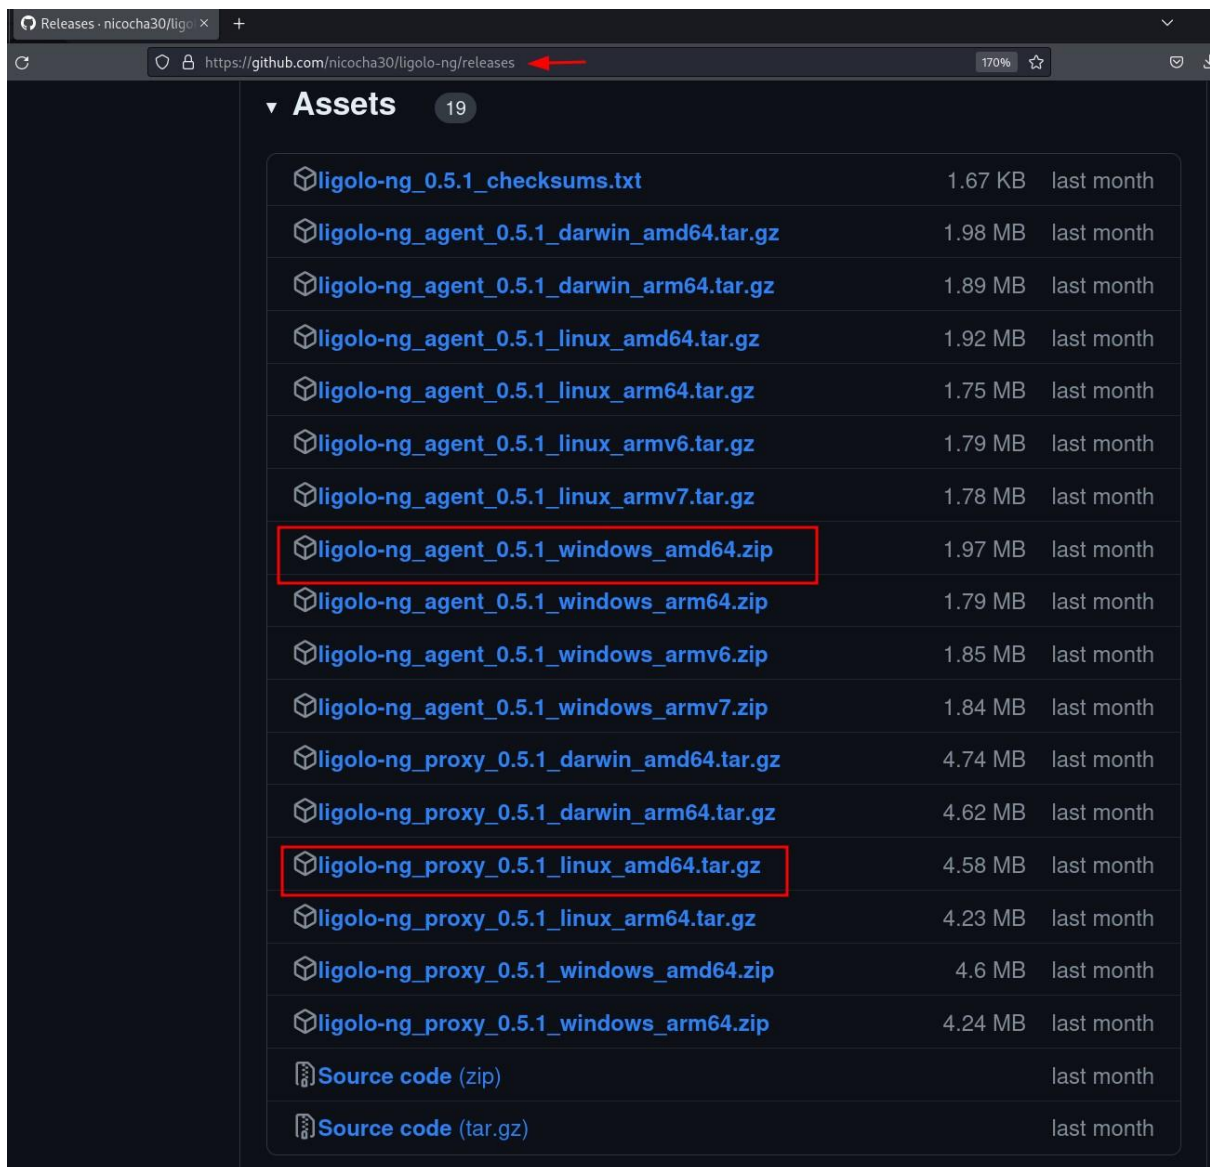 Releases · nicocha30/ligol × +
https://github.com/nicocha30/ligolo-ng/releases 170%
Assets 19
ligolo-ng_0.5.1_checksums.txt 1.67 KB last month
ligolo-ng_agent_0.5.1_darwin_amd64.tar.gz 1.98 MB last month
ligolo-ng_agent_0.5.1_darwin_arm64.tar.gz 1.89 MB last month
ligolo-ng_agent_0.5.1_linux_amd64.tar.gz 1.92 MB last month
ligolo-ng_agent_0.5.1_linux_arm64.tar.gz 1.75 MB last month
ligolo-ng_agent_0.5.1_linux_armv6.tar.gz 1.79 MB last month
ligolo-ng_agent_0.5.1_linux_armv7.tar.gz 1.78 MB last month
ligolo-ng_agent_0.5.1_windows_amd64.zip 1.97 MB last month
ligolo-ng_agent_0.5.1_windows_arm64.zip 1.79 MB last month
ligolo-ng_agent_0.5.1_windows_armv6.zip 1.85 MB last month
ligolo-ng_agent_0.5.1_windows_armv7.zip 1.84 MB last month
ligolo-ng_proxy_0.5.1_darwin_amd64.tar.gz 4.74 MB last month
ligolo-ng_proxy_0.5.1_darwin_arm64.tar.gz 4.62 MB last month
ligolo-ng_proxy_0.5.1_linux_amd64.tar.gz 4.58 MB last month
ligolo-ng_proxy_0.5.1_linux_arm64.tar.gz 4.23 MB last month
ligolo-ng_proxy_0.5.1_windows_amd64.zip 4.6 MB last month
ligolo-ng_proxy_0.5.1_windows_arm64.zip 4.24 MB last month
Source code (zip) last month
Source code (tar.gz) last month